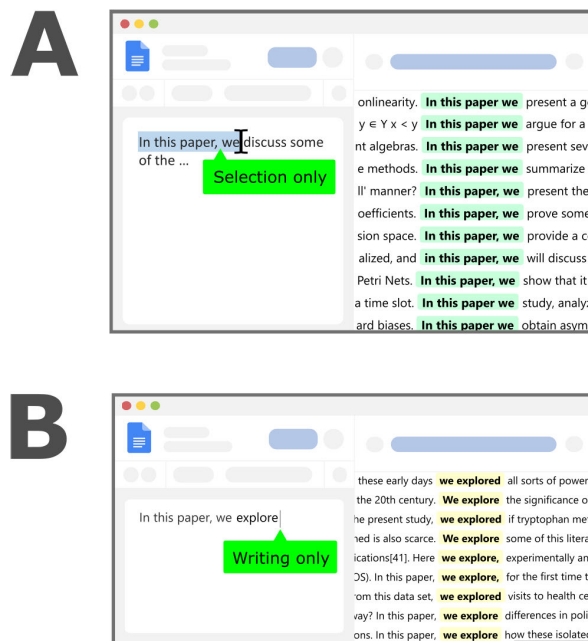 A
In this paper, we discuss some
of the ...
Selection only
onlinearity. In this paper we present a g
y ∈ Y x < y In this paper we argue for a
nt algebras. In this paper we present sev
e methods. In this paper we summarize
ll' manner? In this paper, we present the
oefficients. In this paper, we prove some
sion space. In this paper, we provide a c
alized, and in this paper, we will discuss
Petri Nets. In this paper, we show that it
a time slot. In this paper we study, analy
ard biases. In this paper we obtain asym
B
In this paper, we explore
Writing only
these early days we explored all sorts of power
the 20th century. We explore the significance o
he present study, we explored if tryptophan me
ned is also scarce. We explore some of this litera
ications[41]. Here we explore, experimentally an
OS). In this paper, we explore, for the first time t
rom this data set, we explored visits to health ce
way? In this paper, we explore differences in poli
ons. In this paper, we explore how these isolate